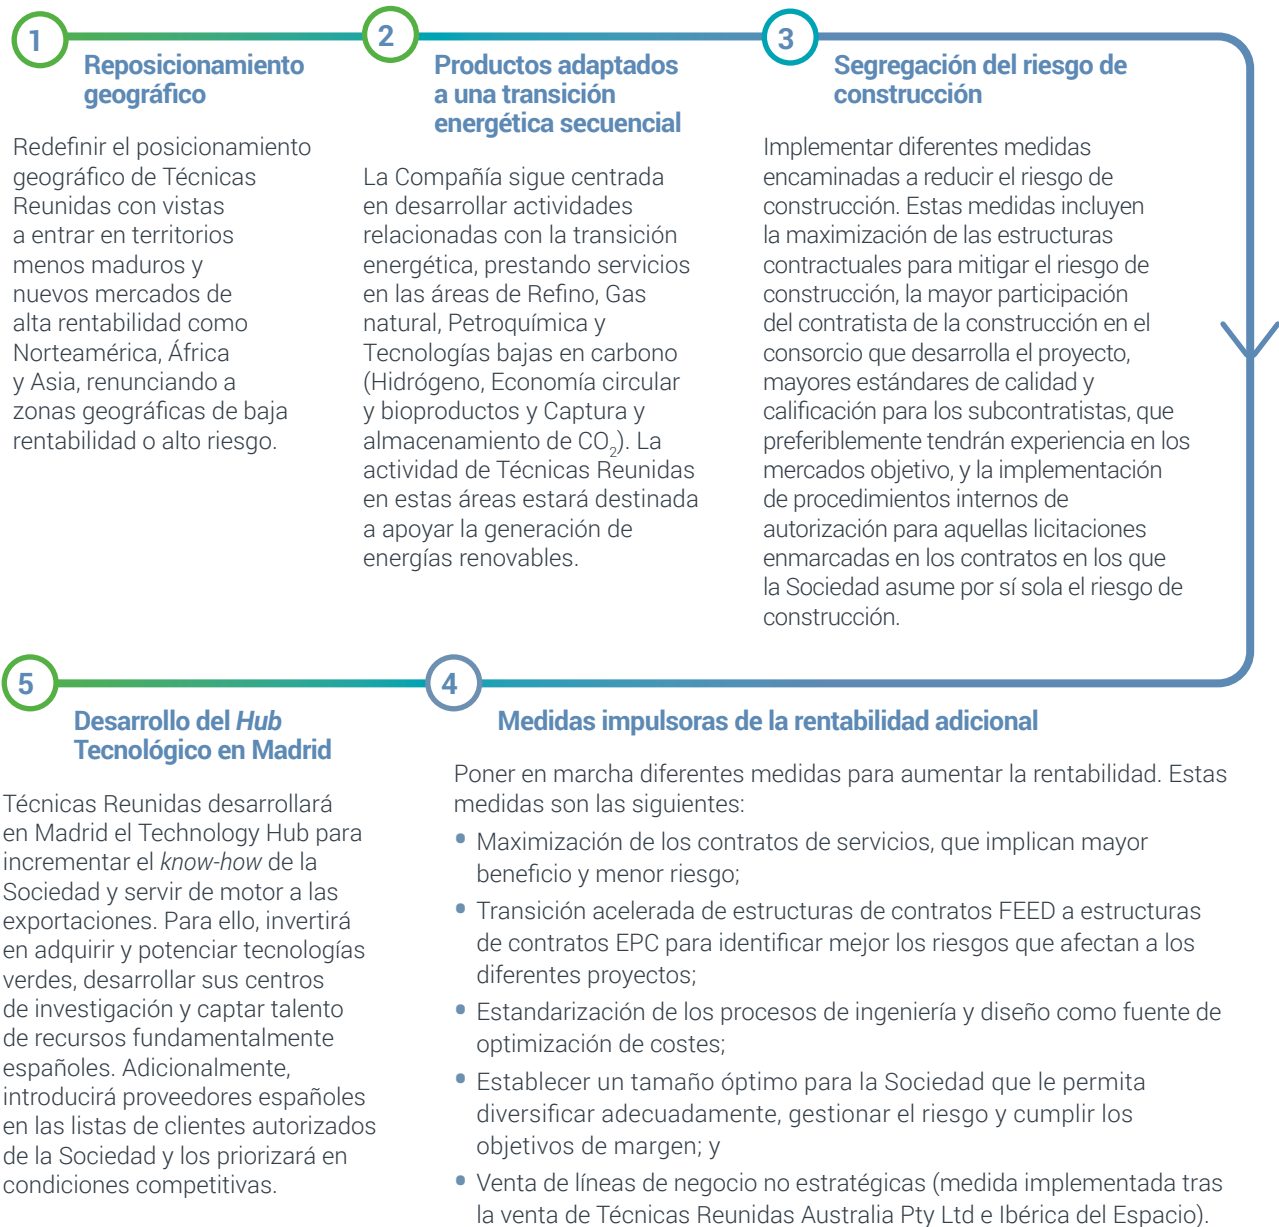 1
Reposicionamiento
geográfico
Redefinir el posicionamiento
geográfico de Técnicas
Reunidas con vistas
a entrar en territorios
menos maduros y
nuevos mercados de
alta rentabilidad como
Norteamérica, África
y Asia, renunciando a
zonas geográficas de baja
rentabilidad o alto riesgo.
2
Productos adaptados
a una transición
energética secuencial
La Compañía sigue centrada
en desarrollar actividades
relacionadas con la transición
energética, prestando servicios
en las áreas de Refino, Gas
natural, Petroquímica y
Tecnologías bajas en carbono
(Hidrógeno, Economía circular
y bioproductos y Captura y
almacenamiento de CO₂). La
actividad de Técnicas Reunidas
en estas áreas estará destinada
a apoyar la generación de
energías renovables.
3
Segregación del riesgo de
construcción
Implementar diferentes medidas
encaminadas a reducir el riesgo de
construcción. Estas medidas incluyen
la maximización de las estructuras
contractuales para mitigar el riesgo de
construcción, la mayor participación
del contratista de la construcción en el
consorcio que desarrolla el proyecto,
mayores estándares de calidad y
calificación para los subcontratistas, que
preferiblemente tendrán experiencia en los
mercados objetivo, y la implementación
de procedimientos internos de
autorización para aquellas licitaciones
enmarcadas en los contratos en los que
la Sociedad asume por sí sola el riesgo de
construcción.
4
Medidas impulsoras de la rentabilidad adicional
Poner en marcha diferentes medidas para aumentar la rentabilidad. Estas
medidas son las siguientes:
• Maximización de los contratos de servicios, que implican mayor
beneficio y menor riesgo;
• Transición acelerada de estructuras de contratos FEED a estructuras
de contratos EPC para identificar mejor los riesgos que afectan a los
diferentes proyectos;
• Estandarización de los procesos de ingeniería y diseño como fuente de
optimización de costes;
• Establecer un tamaño óptimo para la Sociedad que le permita
diversificar adecuadamente, gestionar el riesgo y cumplir los
objetivos de margen; y
• Venta de líneas de negocio no estratégicas (medida implementada tras
la venta de Técnicas Reunidas Australia Pty Ltd e Ibérica del Espacio).
5
Desarrollo del Hub
Tecnológico en Madrid
Técnicas Reunidas desarrollará
en Madrid el Technology Hub para
incrementar el know-how de la
Sociedad y servir de motor a las
exportaciones. Para ello, invertirá
en adquirir y potenciar tecnologías
verdes, desarrollar sus centros
de investigación y captar talento
de recursos fundamentalmente
españoles. Adicionalmente,
introducirá proveedores españoles
en las listas de clientes autorizados
de la Sociedad y los priorizará en
condiciones competitivas.